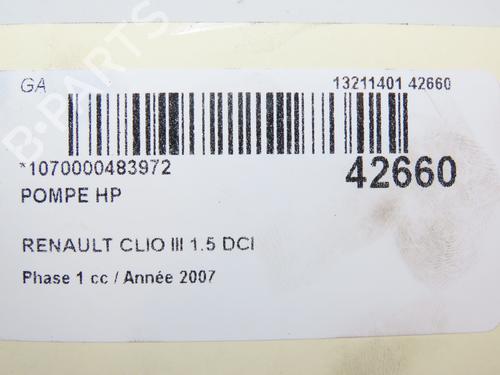 B-PARTS
GA
13211401 42660
*1070000483972
42660
POMPE HP
RENAULT CLIO III 1.5 DCI
Phase 1 cc / Année 2007